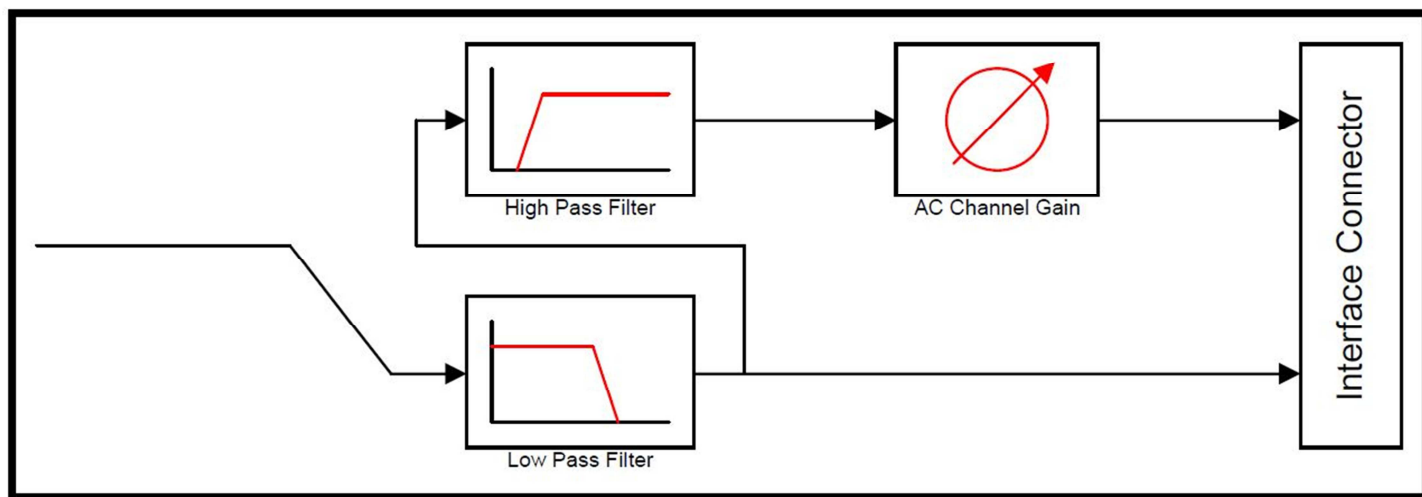 High Pass Filter
AC Channel Gain
Low Pass Filter
Interface Connector